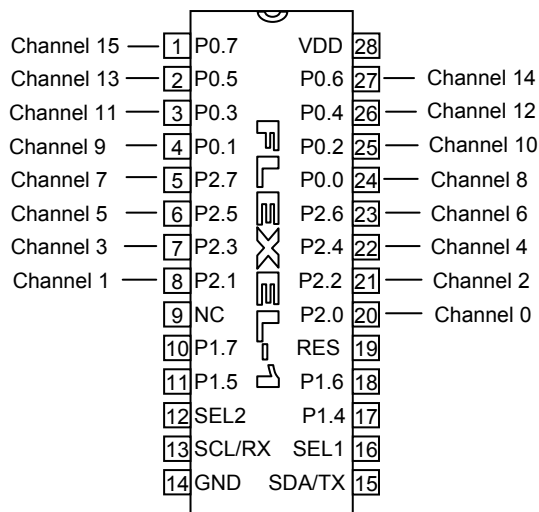 Channel 15 1 P0.7 VDD 28
Channel 13 2 P0.5 P0.6 27 Channel 14
Channel 11 3 P0.3 P0.4 26 Channel 12
Channel 9 4 P0.1 P0.2 25 Channel 10
Channel 7 5 P2.7 P0.0 24 Channel 8
Channel 5 6 P2.5 P2.6 23 Channel 6
Channel 3 7 P2.3 P2.4 22 Channel 4
Channel 1 8 P2.1 P2.2 21 Channel 2
9 NC P2.0 20 Channel 0
10 P1.7 RES 19
11 P1.5 P1.6 18
12 SEL2 P1.4 17
13 SCL/RX SEL1 16
14 GND SDA/TX 15
FLEXEL-1